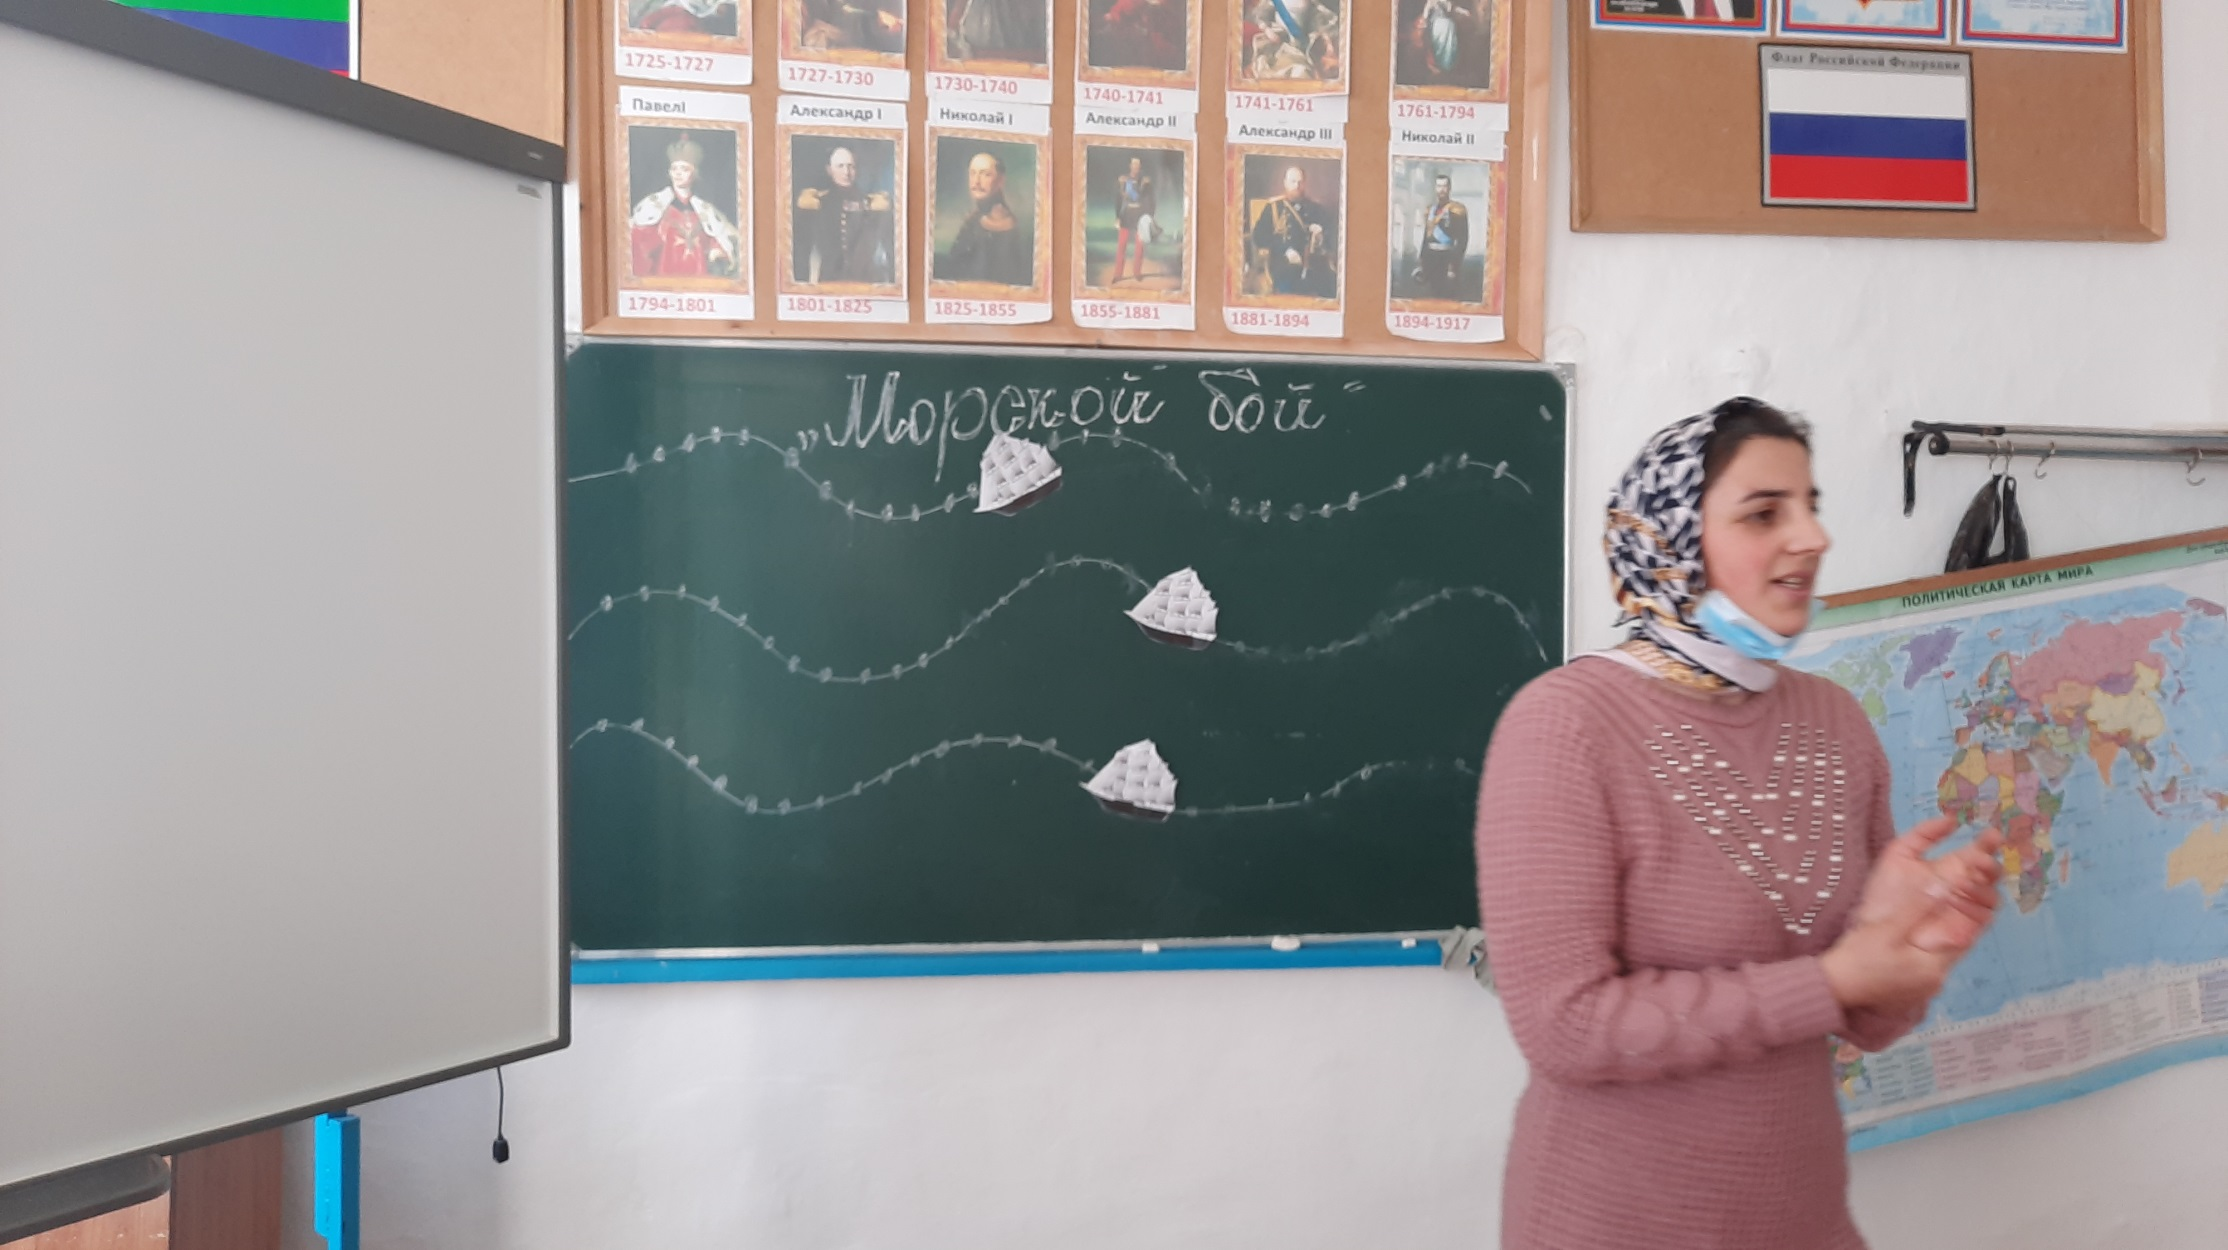 1725-1727
1727-1730
1730-1740
1740-1741
1741-1761
1761-1794
Павел I
Александр I
Николай I
Александр II
Александр III
Николай II
1794-1801
1801-1825
1825-1855
1855-1881
1881-1894
1894-1917
Флаг Российской Федерации
„Морской бой"
ПОЛИТИЧЕСКАЯ КАРТА МИРА